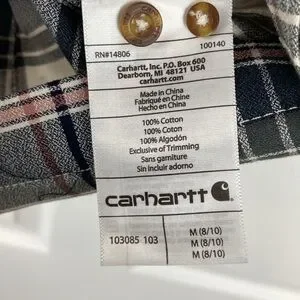 RN#14806 100140
Carhartt, Inc. P.O. Box 600
Dearborn, MI 48121 USA
carhartt.com
Made in China
Fabriqué en Chine
Hecho en China
100% Cotton
100% Coton
100% Algodón
Exclusive of Trimming
Sans garniture
Sin incluir adorno
carhartt
103085 103 M (8/10)
M (8/10)
M (8/10)